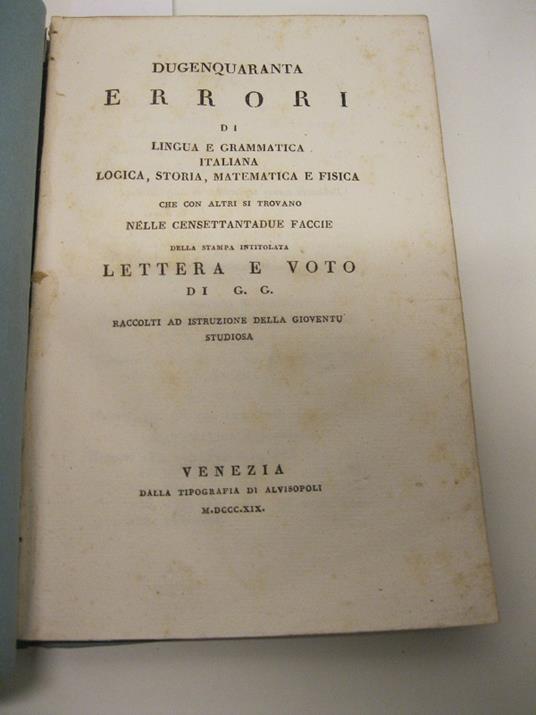 DUGENQUARANTA
ERRORI
DI
LINGUA E GRAMMATICA
ITALIANA
LOGICA, STORIA, MATEMATICA E FISICA
CHE CON ALTRI SI TROVANO
NELLE CENSETTANTADUE FACCIE
DELLA STAMPA INTITOLATA
LETTERA E VOTO
DI G. G.
RACCOLTI AD ISTRUZIONE DELLA GIOVENTÙ
STUDIOSA
VENEZIA
DALLA TIPOGRAFIA DI ALVISOPOLI
M.DCCC.XIX.